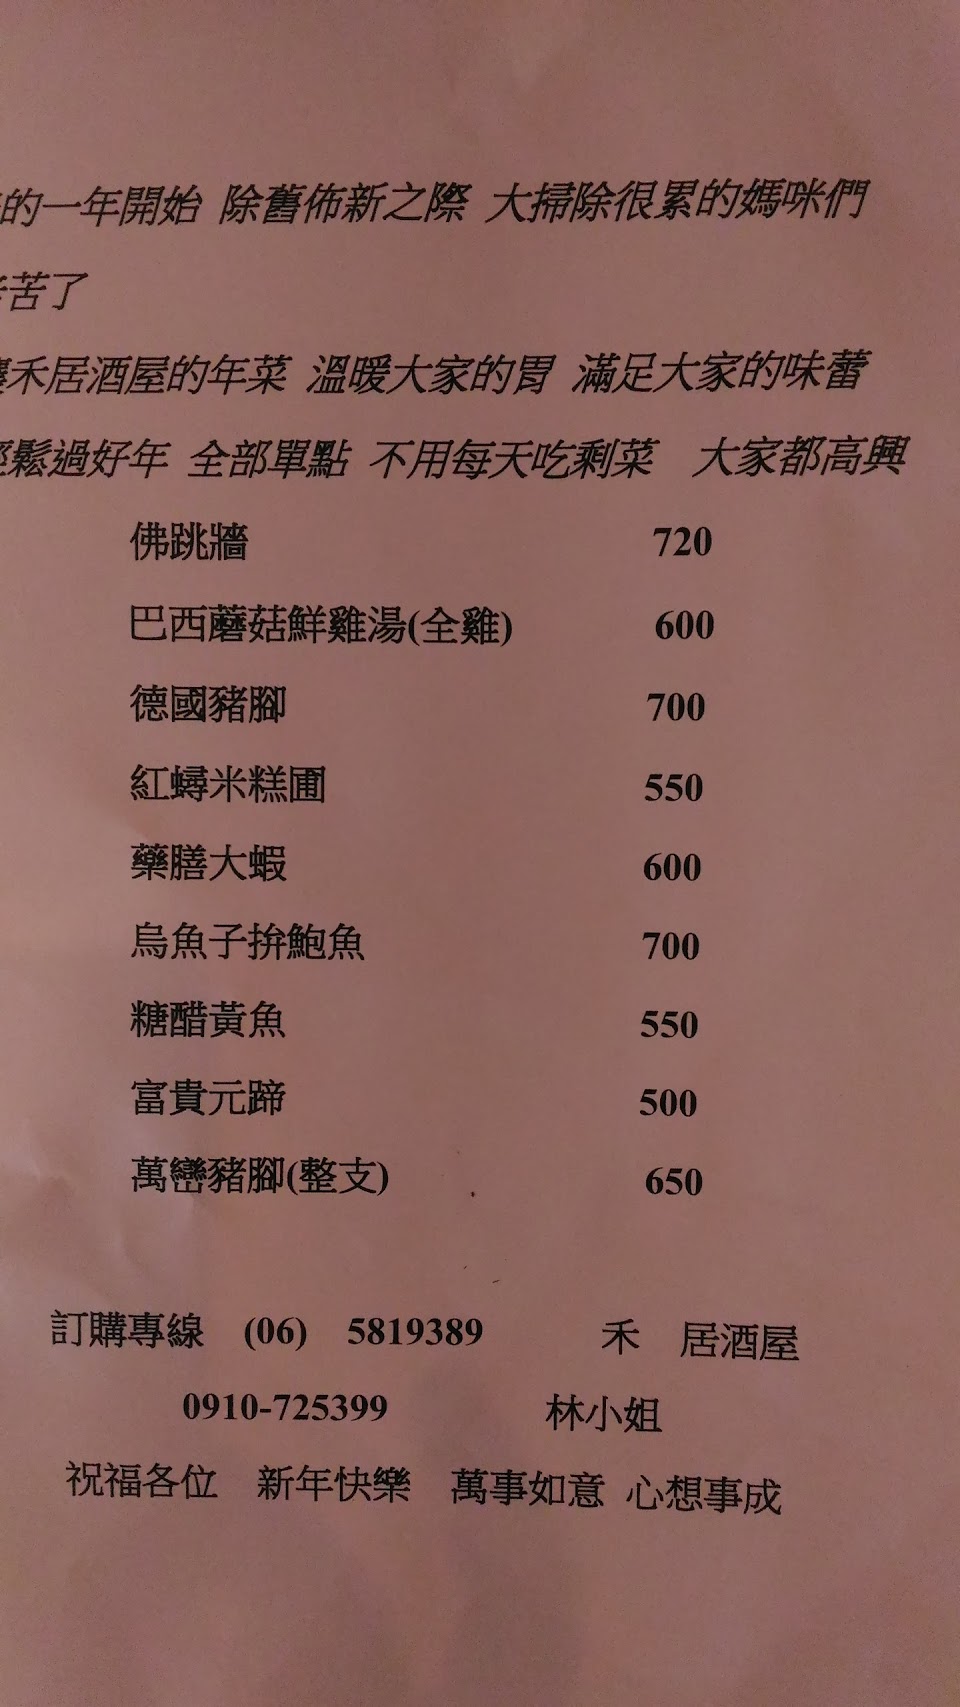 的一年開始 除舊佈新之際 大掃除很累的媽咪們
苦了
禾居酒屋的年菜 溫暖大家的胃 滿足大家的味蕾
鬆過好年 全部單點 不用每天吃剩菜 大家都高興
佛跳牆 720
巴西蘑菇鮮雞湯(全雞) 600
德國豬腳 700
紅蟳米糕圃 550
藥膳大蝦 600
烏魚子拚鮑魚 700
糖醋黃魚 550
富貴元蹄 500
萬巒豬腳(整支) 650
訂購專線 (06) 5819389 禾 居酒屋
0910-725399 林小姐
祝福各位 新年快樂 萬事如意 心想事成